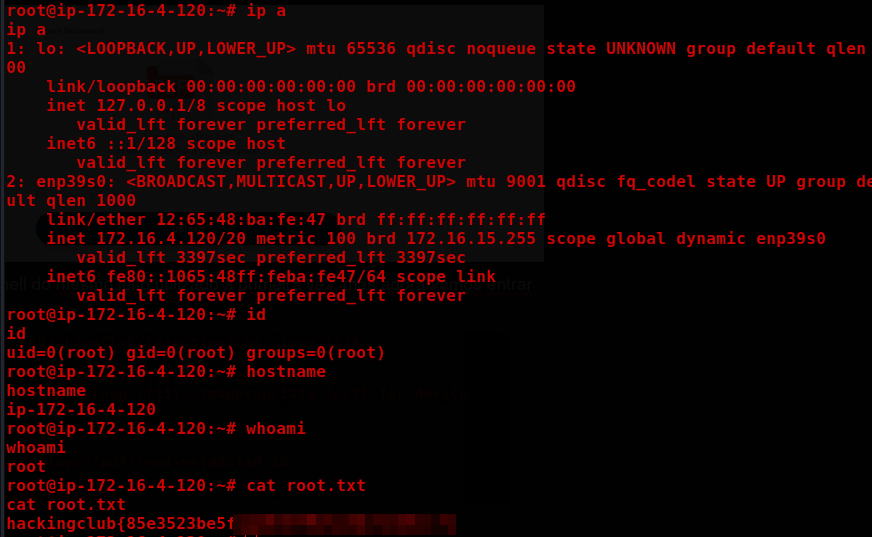 root@ip-172-16-4-120:~# ip a
ip a
1: lo: <LOOPBACK,UP,LOWER_UP> mtu 65536 qdisc noqueue state UNKNOWN group default qlen
00
link/loopback 00:00:00:00:00:00 brd 00:00:00:00:00:00
inet 127.0.0.1/8 scope host lo
valid_lft forever preferred_lft forever
inet6 ::1/128 scope host
valid_lft forever preferred_lft forever
2: enp39s0: <BROADCAST,MULTICAST,UP,LOWER_UP> mtu 9001 qdisc fq_codel state UP group de
ult qlen 1000
link/ether 12:65:48:ba:fe:47 brd ff:ff:ff:ff:ff:ff
inet 172.16.4.120/20 metric 100 brd 172.16.15.255 scope global dynamic enp39s0
valid_lft 3397sec preferred_lft 3397sec
inet6 fe80::1065:48ff:feba:fe47/64 scope link
valid_lft forever preferred_lft forever
root@ip-172-16-4-120:~# id
id
uid=0(root) gid=0(root) groups=0(root)
root@ip-172-16-4-120:~# hostname
hostname
ip-172-16-4-120
root@ip-172-16-4-120:~# whoami
whoami
root
root@ip-172-16-4-120:~# cat root.txt
cat root.txt
hackingclub{85e3523be5f